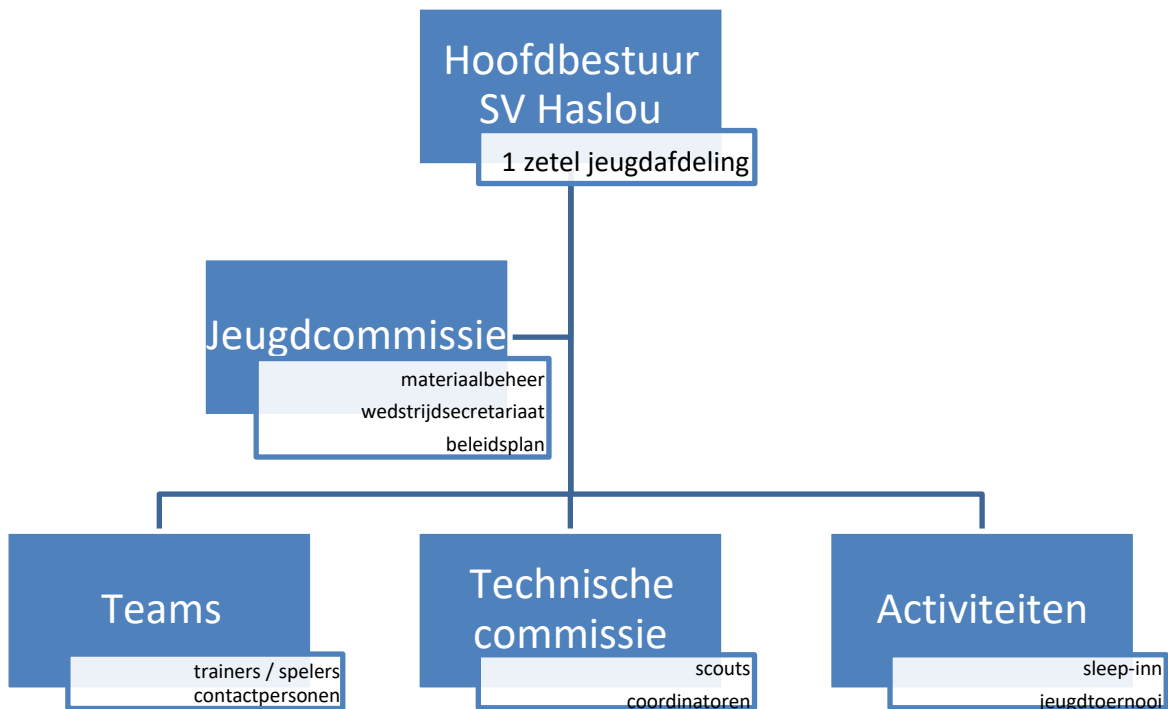 Hoofdbestuur
SV Haslou
1 zetel jeugdafdeling
Jeugdcommissie
materiaalbeheer
wedstrijdsecretariaat
beleidsplan
Teams
trainers / spelers
contactpersonen
Technische
commissie
scouts
coordinatoren
Activiteiten
sleep-inn
jeugdtoernooi